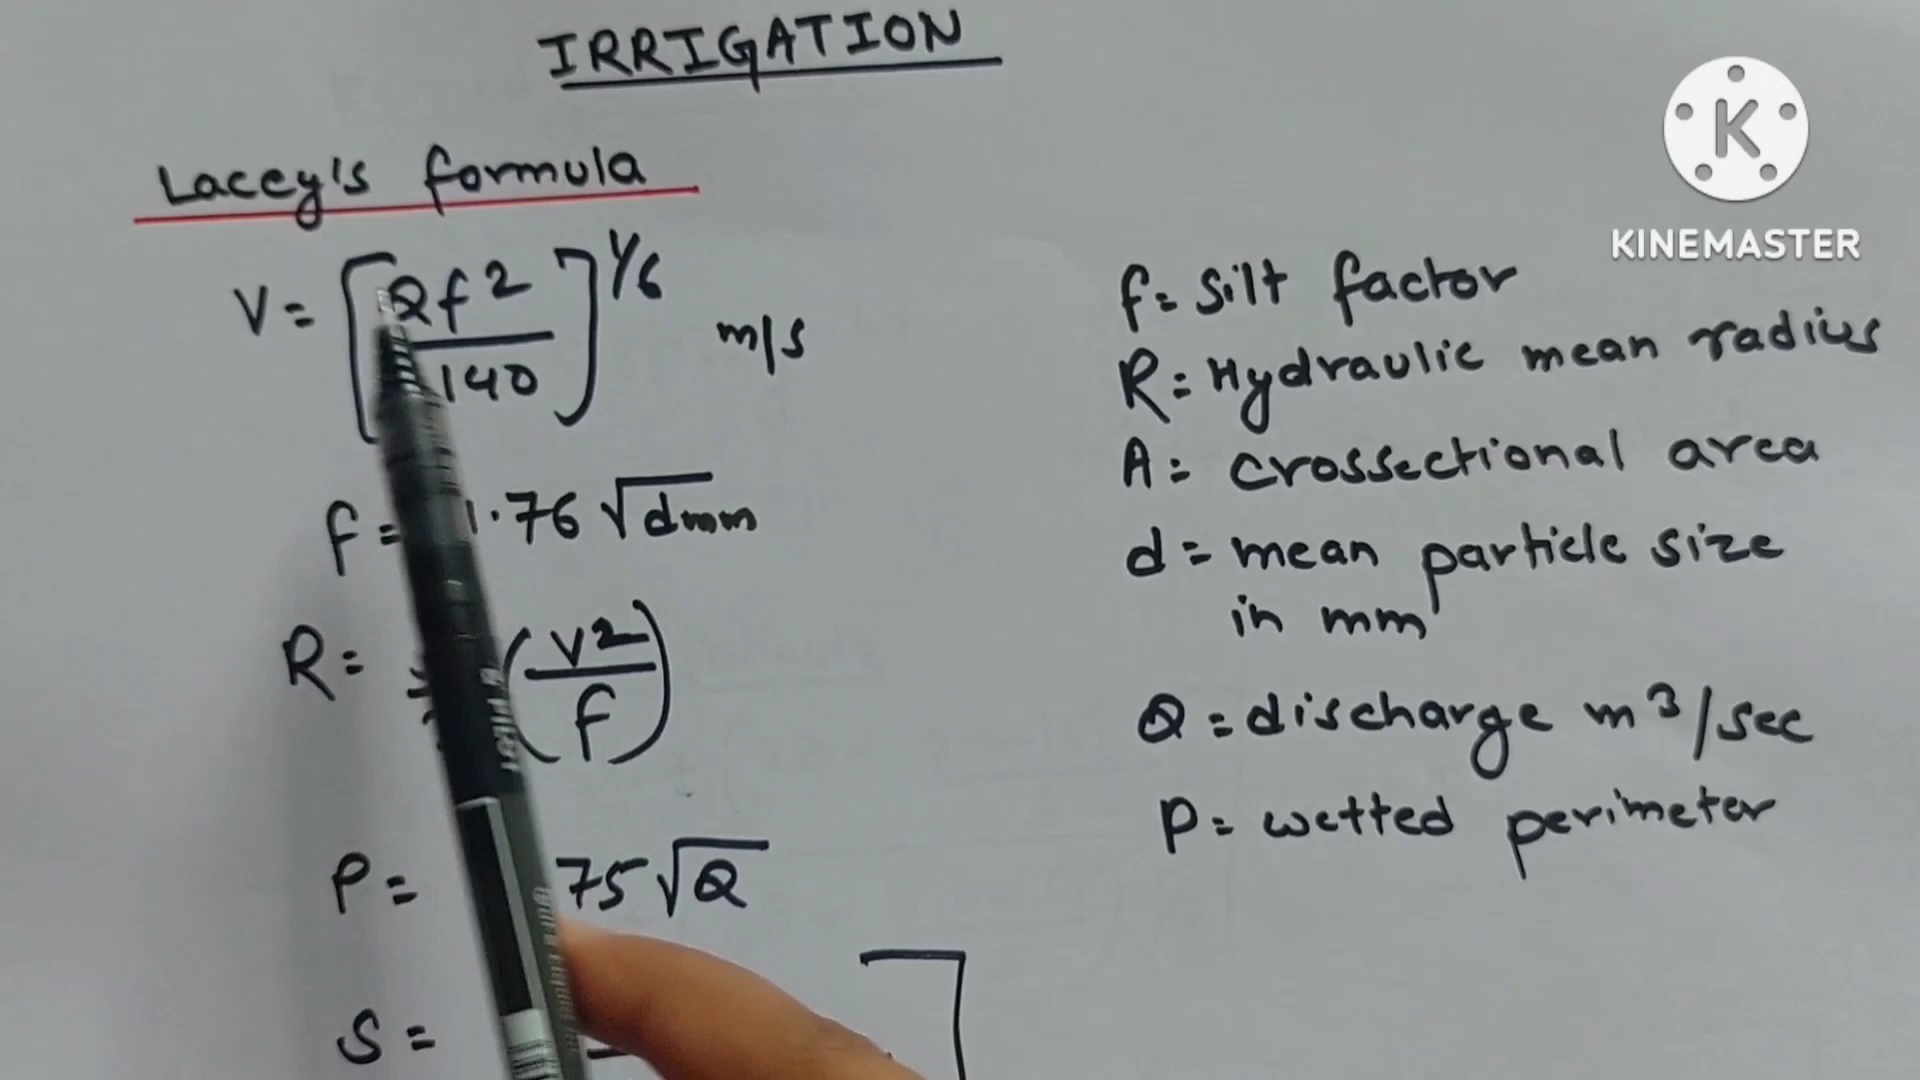 IRRIGATION
K
KINEMASTER
Lacey's formula
V = [Qf2 / 140]^1/6 m/s
f = 1.76 √dmm
R = (V2 / f)
P = 75 √Q
S =
f = Silt factor
R = Hydraulic mean radius
A = crossectional area
d = mean particle size
in mm
Q = discharge m3/sec
P = wetted perimeter
PILOT